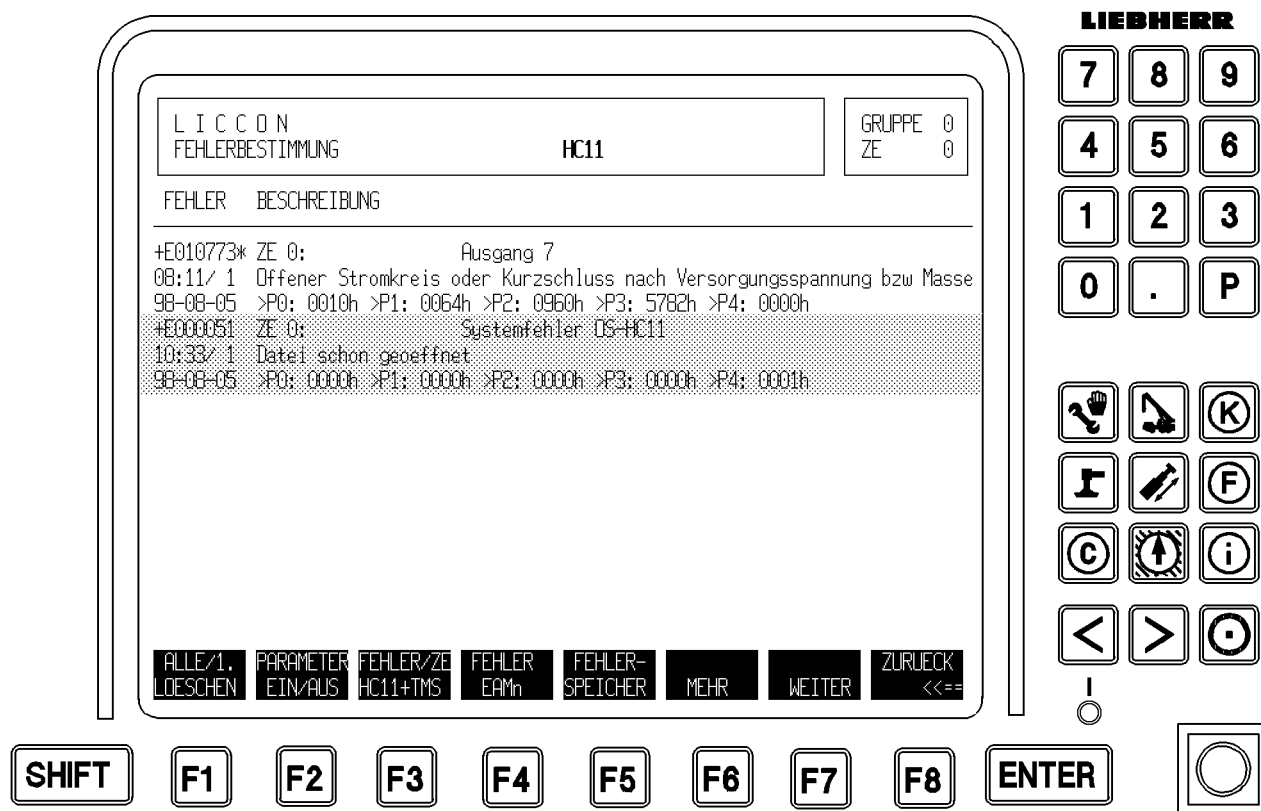 LIEBHERR
7 8 9
4 5 6
1 2 3
0 . P
LICCON
FEHLERBESTIMMUNG HC11
GRUPPE 0
ZE 0
FEHLER BESCHREIBUNG
+E010773* ZE 0: Ausgang 7
08:11/ 1 Offener Stromkreis oder Kurzschluss nach Versorgungsspannung bzw Masse
98-08-05 >P0: 0010h >P1: 0064h >P2: 0960h >P3: 5782h >P4: 0000h
+E000051 ZE 0: Systemfehler OS-HC11
10:33/ 1 Datei schon geoeffnet
98-08-05 >P0: 0000h >P1: 0000h >P2: 0000h >P3: 0000h >P4: 0001h
K
F
C i
< >
ALLE/1. PARAMETER FEHLER/ZE FEHLER FEHLER- ZURUECK
LOESCHEN EIN/AUS HC11+TMS EAMn SPEICHER MEHR WEITER <<==
SHIFT F1 F2 F3 F4 F5 F6 F7 F8 ENTER